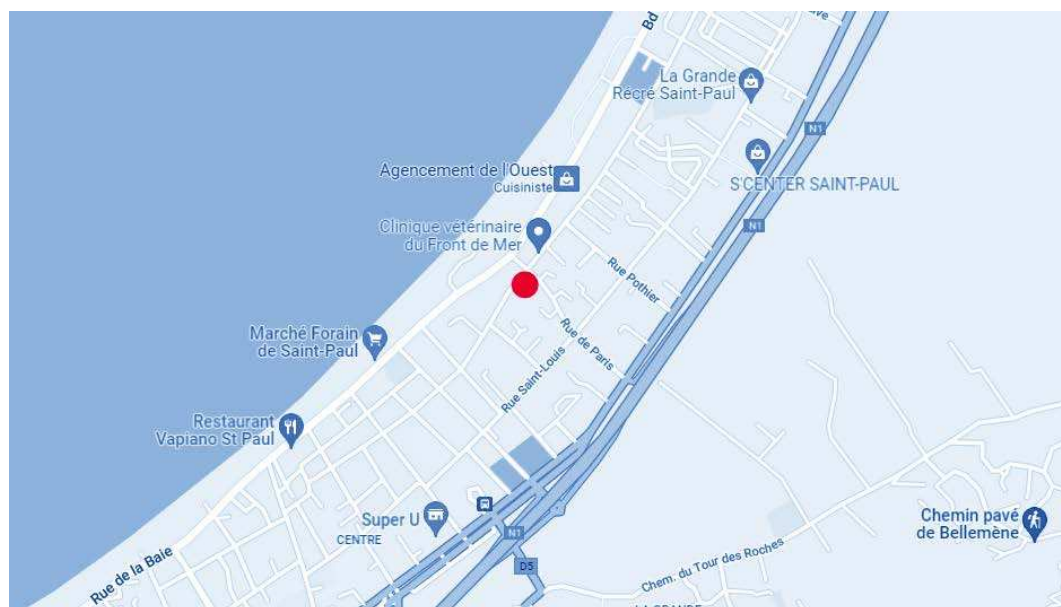 Bd
La Grande
Récré Saint-Paul
N1
Agencement de l'Ouest
Cuisiniste
S'CENTER SAINT-PAUL
Clinique vétérinaire
du Front de Mer
N1
Rue Pothier
Marché Forain
de Saint-Paul
Rue de Paris
Rue Saint-Louis
Restaurant
Vapiano St Paul
Super U
CENTRE
N1
Chemin pavé
de Bellemène
Rue de la Baie
D5
Chem. du Tour des Roches
LA GRANDE